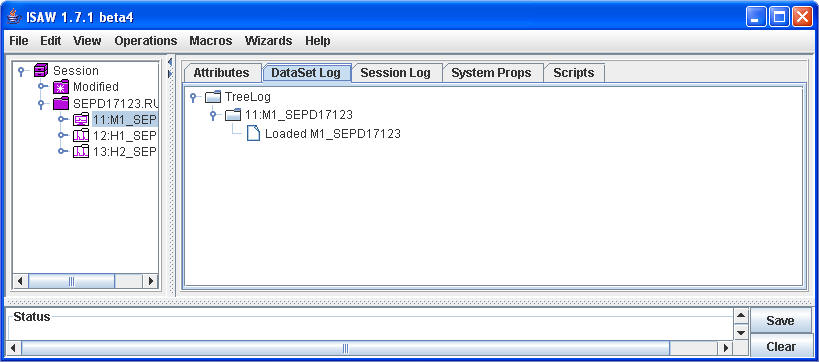 ISAW 1.7.1 beta4
File Edit View Operations Macros Wizards Help
Session
Modified
SEPD17123.RU
11:M1_SEP
12:H1_SEP
13:H2_SEP
Attributes DataSet Log Session Log System Props Scripts
TreeLog
11:M1_SEPD17123
Loaded M1_SEPD17123
Status
Save
Clear